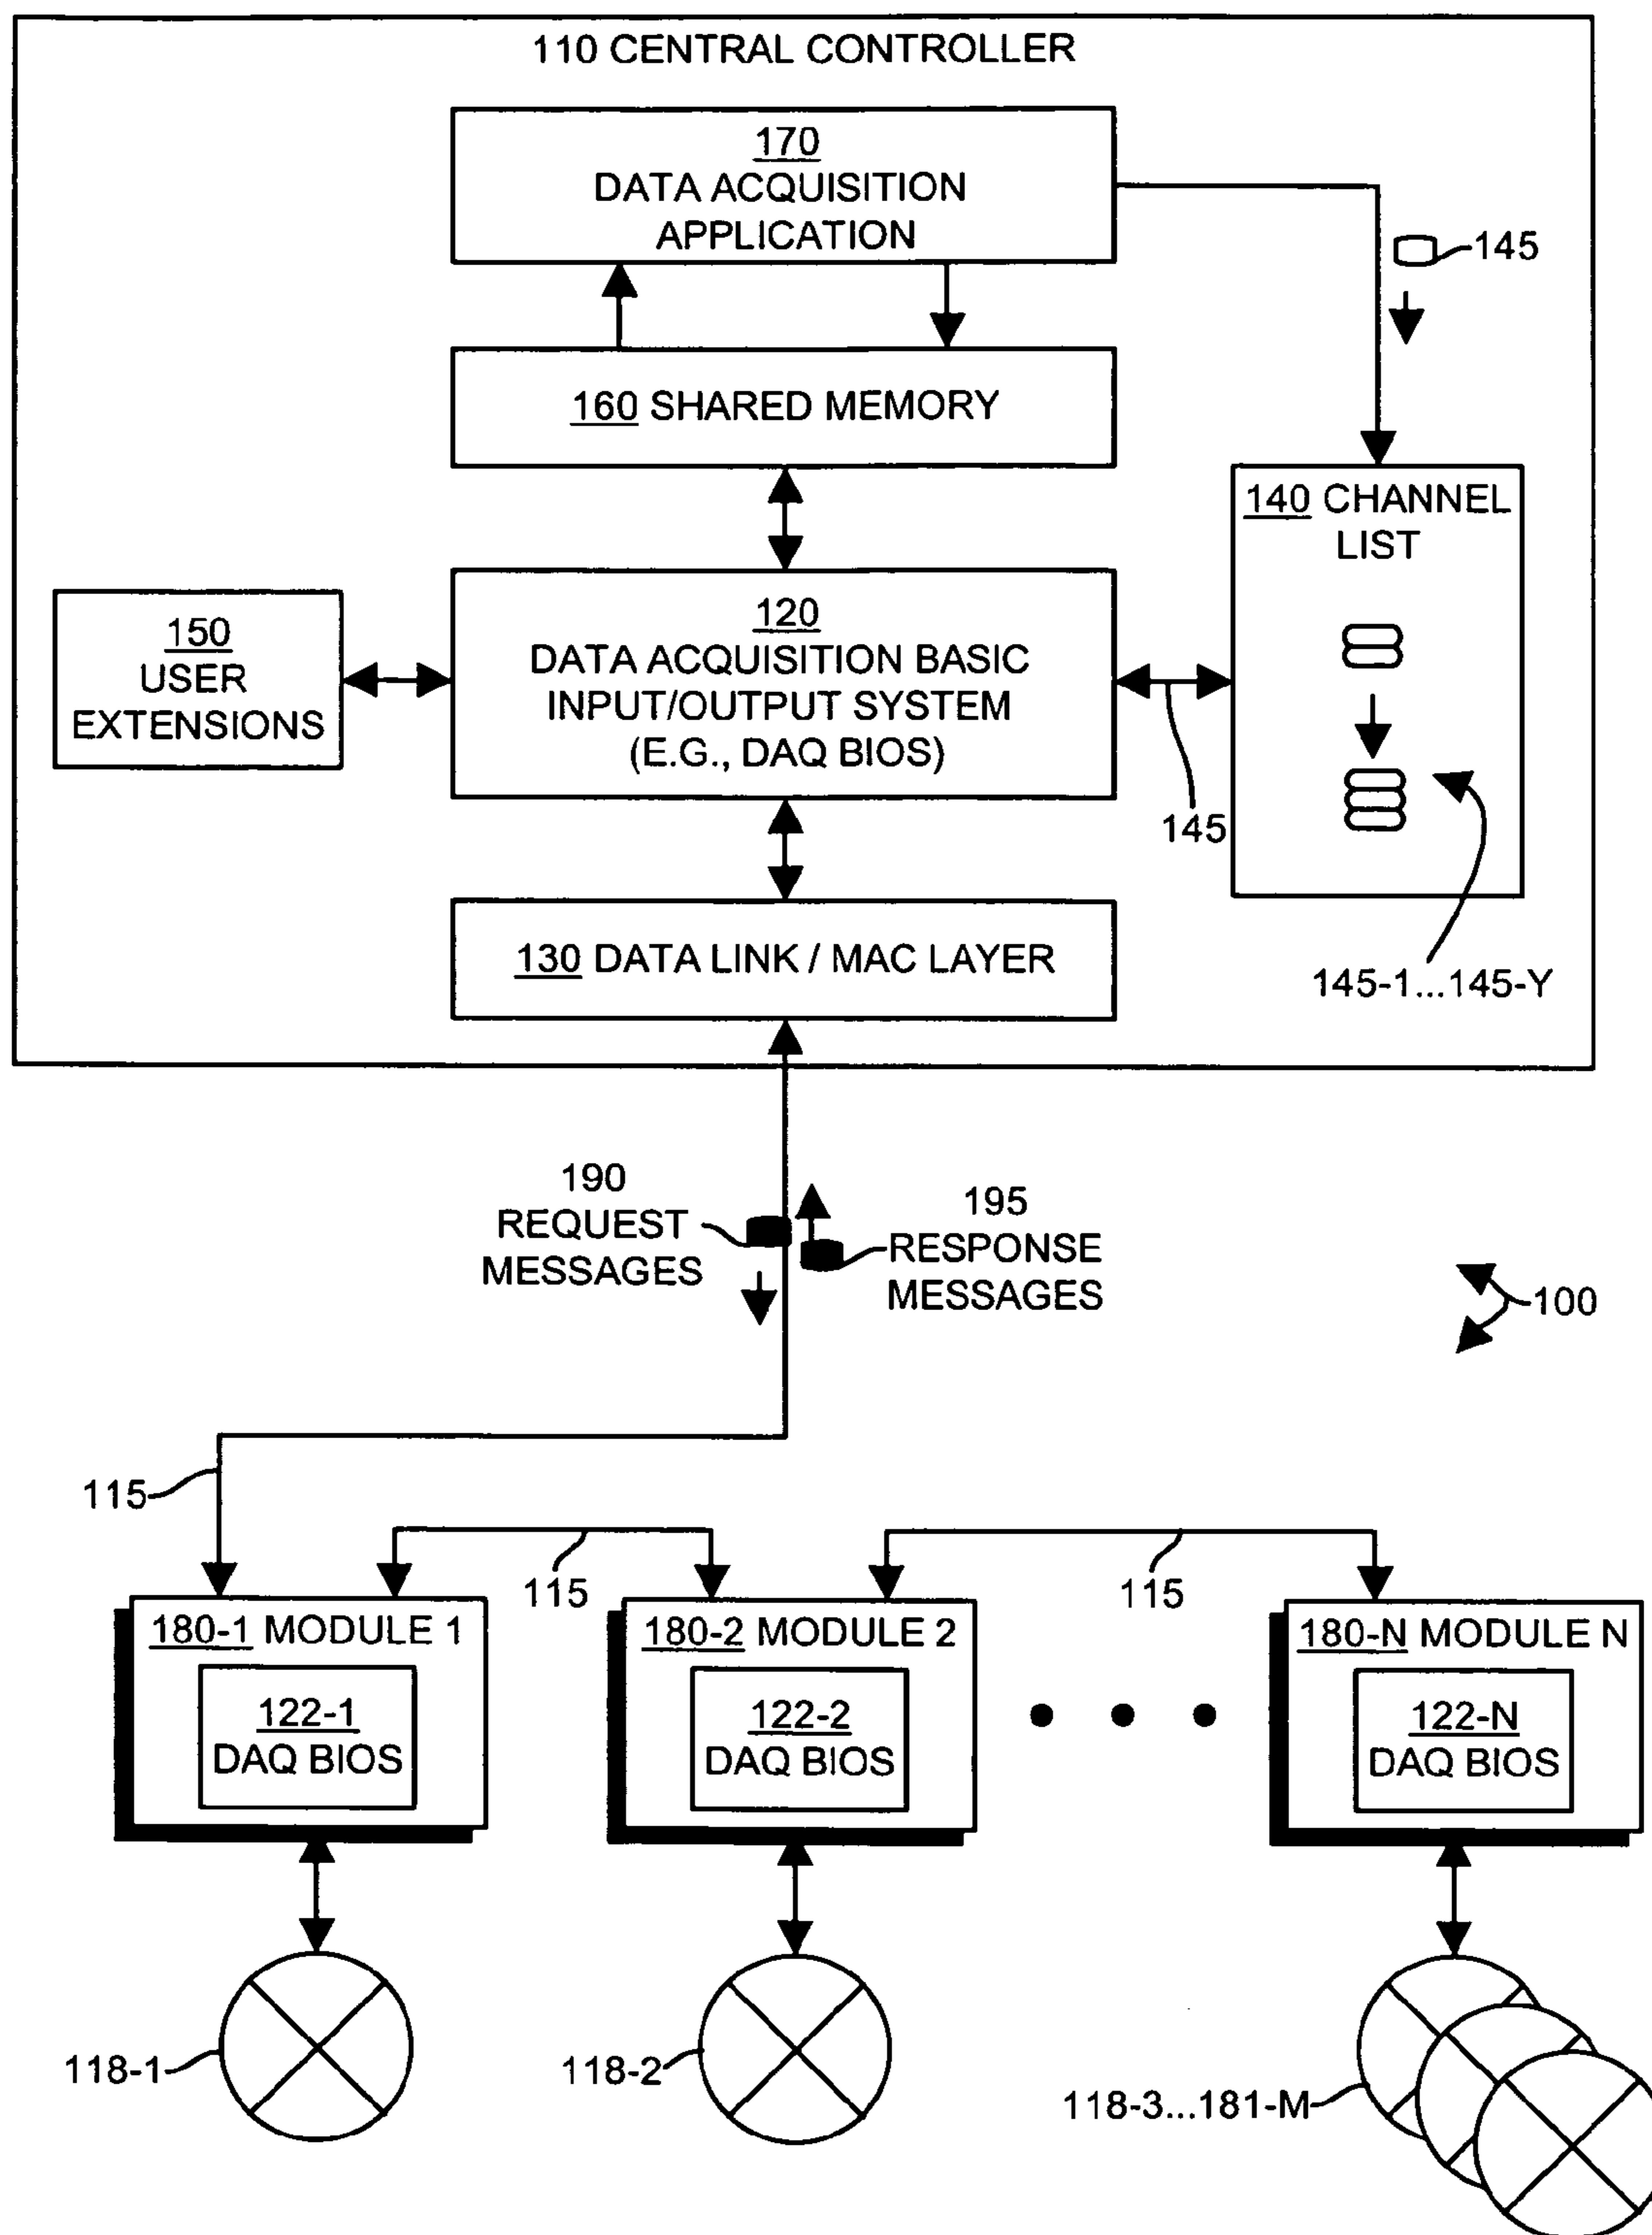 110 CENTRAL CONTROLLER
170
DATA ACQUISITION
APPLICATION
145
160 SHARED MEMORY
140 CHANNEL
LIST
150
USER
EXTENSIONS
120
DATA ACQUISITION BASIC
INPUT/OUTPUT SYSTEM
(E.G., DAQ BIOS)
145
130 DATA LINK / MAC LAYER
145-1...145-Y
190
REQUEST
MESSAGES
195
RESPONSE
MESSAGES
100
115
115
115
180-1 MODULE 1
122-1
DAQ BIOS
180-2 MODULE 2
122-2
DAQ BIOS
180-N MODULE N
122-N
DAQ BIOS
118-1
118-2
118-3...181-M